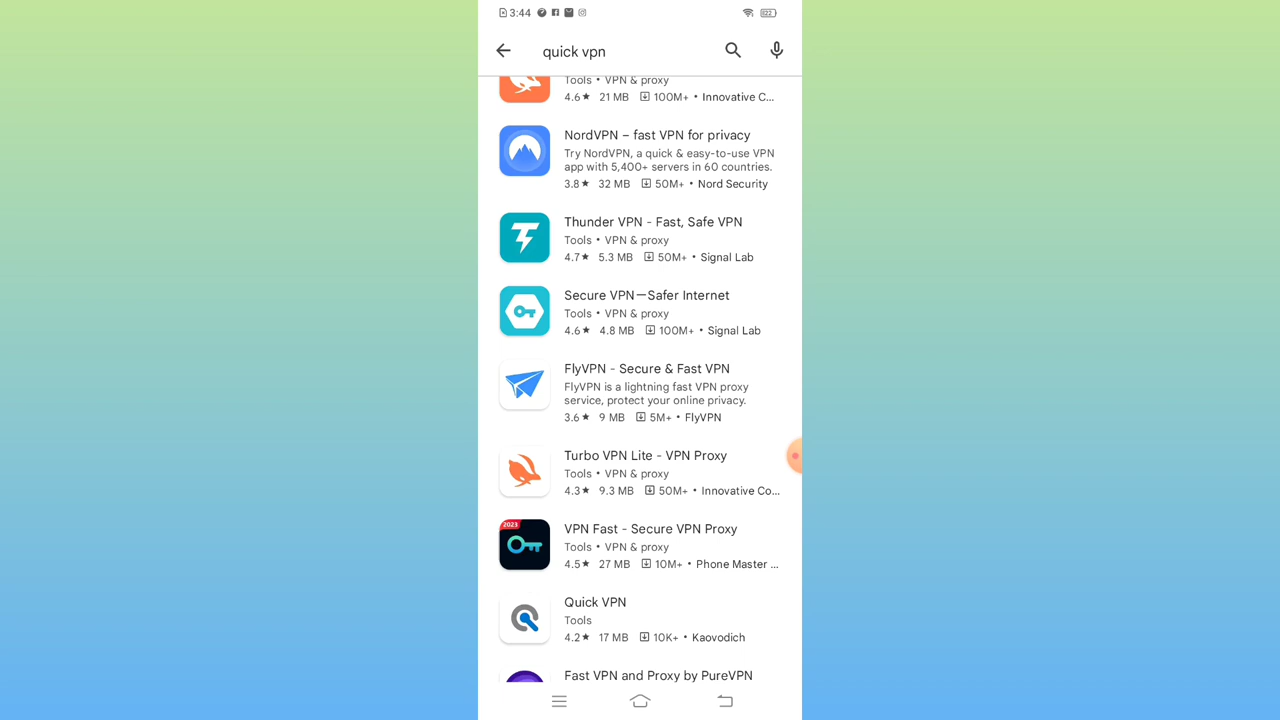 3:44
822
quick vpn
Tools • VPN & proxy
4.6★ 21 MB 100M+ • Innovative C...
NordVPN – fast VPN for privacy
Try NordVPN, a quick & easy-to-use VPN
app with 5,400+ servers in 60 countries.
3.8★ 32 MB 50M+ • Nord Security
Thunder VPN - Fast, Safe VPN
Tools • VPN & proxy
4.7★ 5.3 MB 50M+ • Signal Lab
Secure VPN—Safer Internet
Tools • VPN & proxy
4.6★ 4.8 MB 100M+ • Signal Lab
FlyVPN - Secure & Fast VPN
FlyVPN is a lightning fast VPN proxy
service, protect your online privacy.
3.6★ 9 MB 5M+ • FlyVPN
Turbo VPN Lite - VPN Proxy
Tools • VPN & proxy
4.3★ 9.3 MB 50M+ • Innovative Co...
2023
VPN Fast - Secure VPN Proxy
Tools • VPN & proxy
4.5★ 27 MB 10M+ • Phone Master ...
Quick VPN
Tools
4.2★ 17 MB 10K+ • Kaovodich
Fast VPN and Proxy by PureVPN